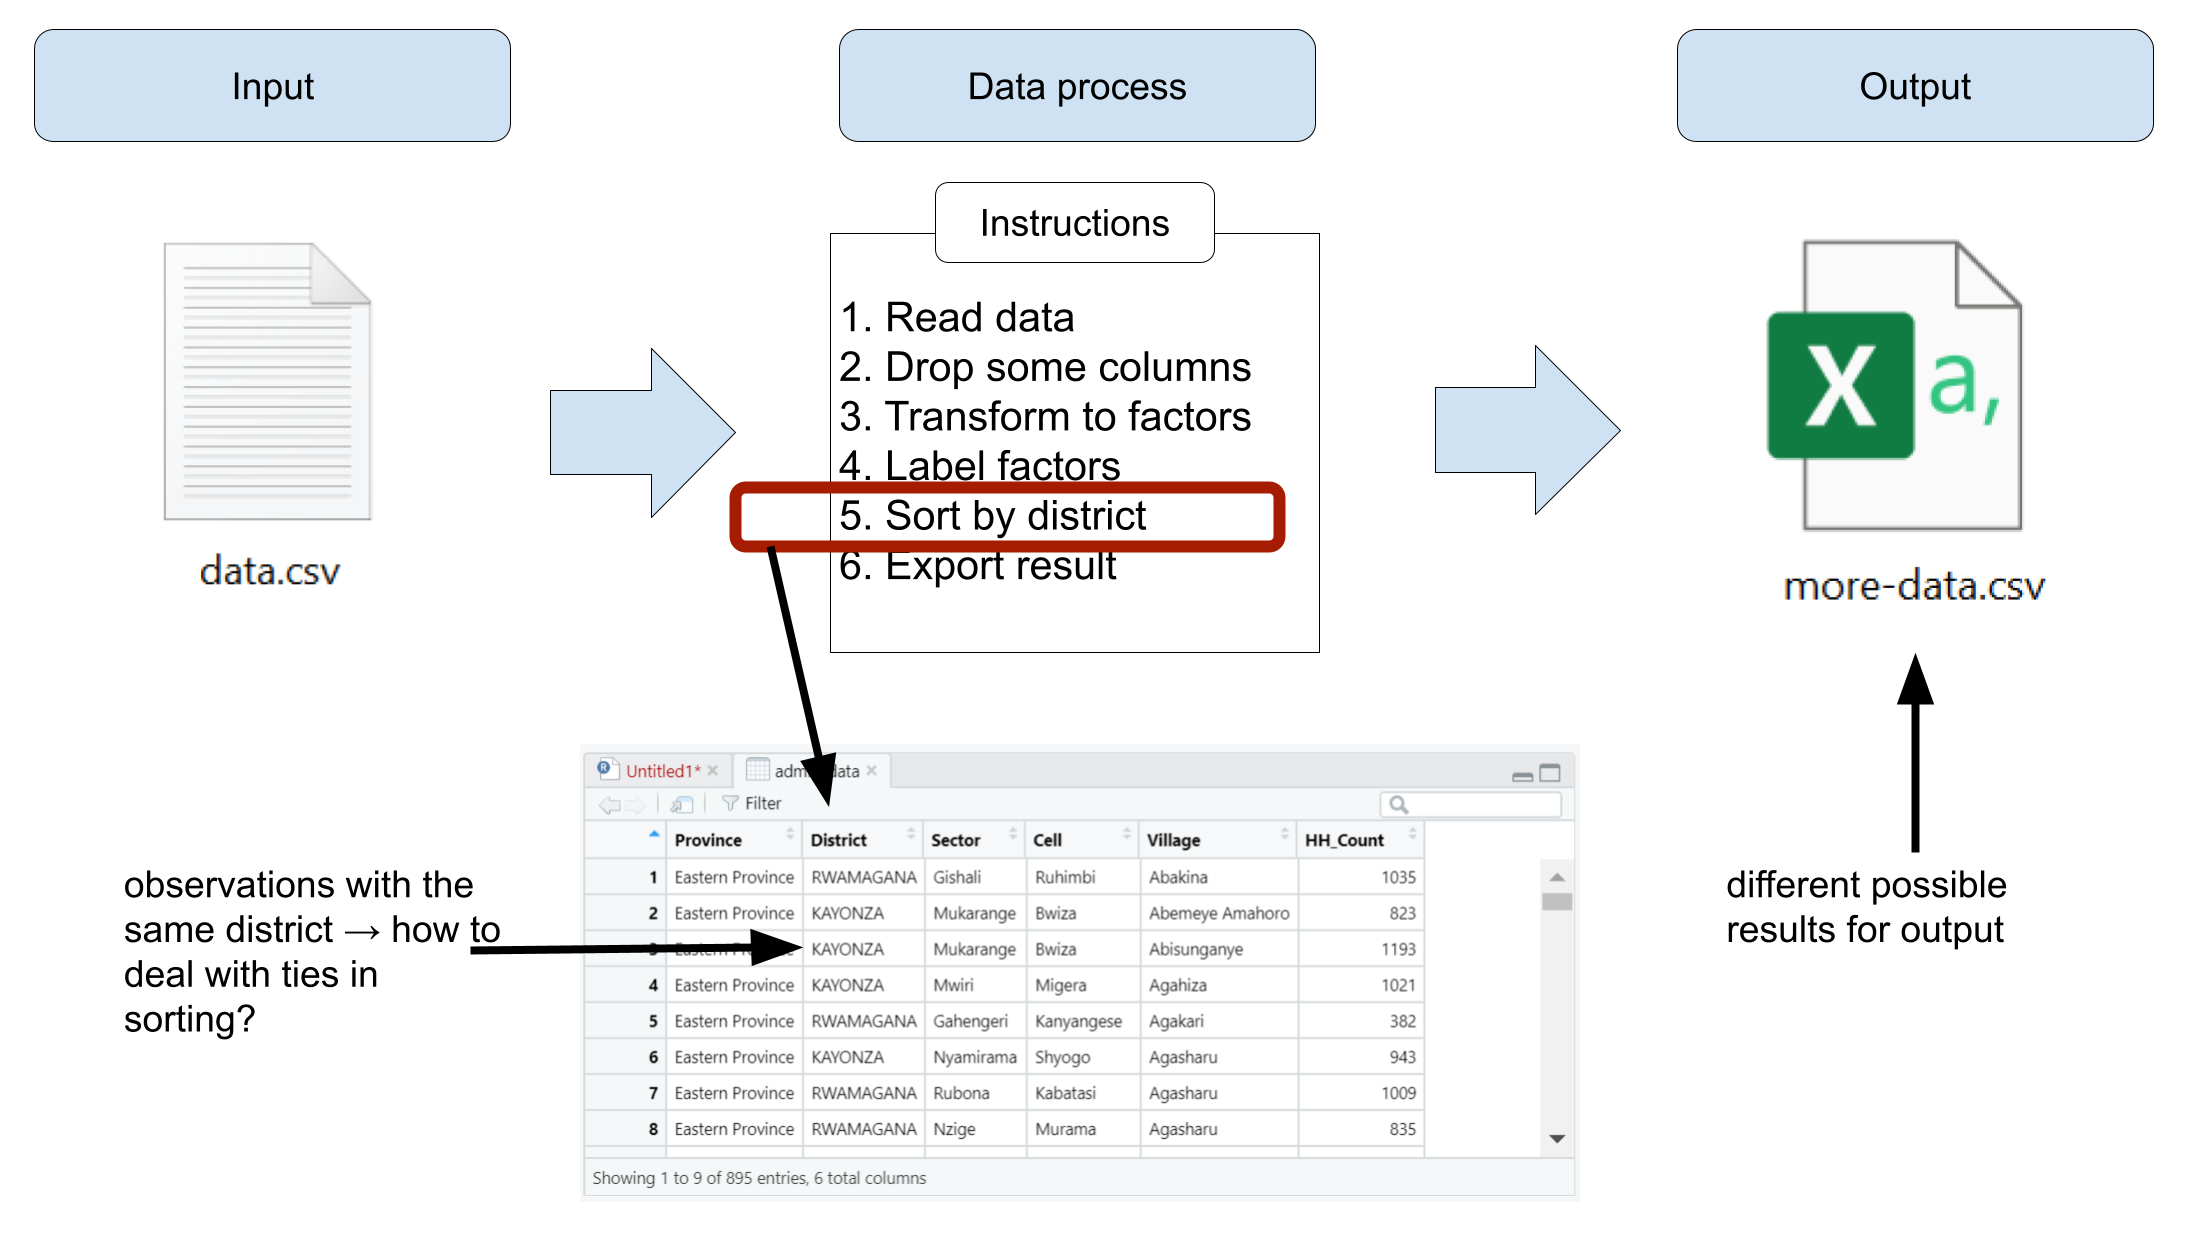 Input
Data process
Output
Instructions
1. Read data
2. Drop some columns
3. Transform to factors
4. Label factors
5. Sort by district
6. Export result
data.csv
X a,
more-data.csv
observations with the
same district → how to
deal with ties in
sorting?
different possible
results for output
R Untitled1* data
Filter
Province District Sector Cell Village HH_Count
1 Eastern Province RWAMAGANA Gishali Ruhimbi Abakina 1035
2 Eastern Province KAYONZA Mukarange Bwiza Abemeye Amahoro 823
3 Eastern Province KAYONZA Mukarange Bwiza Abisunganye 1193
4 Eastern Province KAYONZA Mwiri Migera Agahiza 1021
5 Eastern Province RWAMAGANA Gahengeri Kanyangese Agakari 382
6 Eastern Province KAYONZA Nyamirama Shyogo Agasharu 943
7 Eastern Province RWAMAGANA Rubona Kabatasi Agasharu 1009
8 Eastern Province RWAMAGANA Nzige Murama Agasharu 835
Showing 1 to 9 of 895 entries, 6 total columns